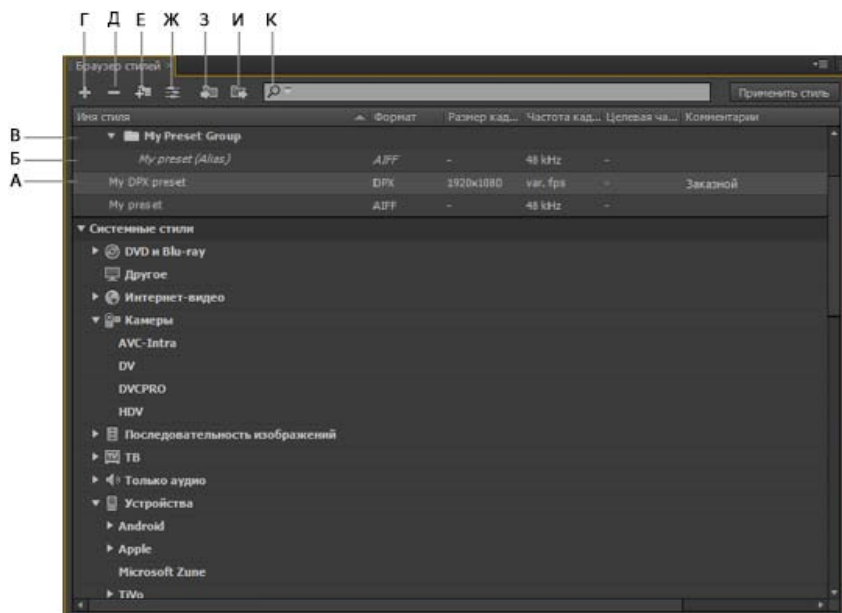 Г Д Е Ж З И К
Браузер стилей ×
Применить стиль
Имя стиля Формат Размер кад... Частота кад... Целевая ча... Комментарии
В My Preset Group
Б My preset (Alias) AIFF - 48 kHz -
А My DPX preset DPX 1920x1080 var. fps - Заказной
My preset AIFF - 48 kHz -
Системные стили
DVD и Blu-ray
Другое
Интернет-видео
Камеры
AVC-Intra
DV
DVCPRO
HDV
Последовательность изображений
ТВ
Только аудио
Устройства
Android
Apple
Microsoft Zune
TiVo